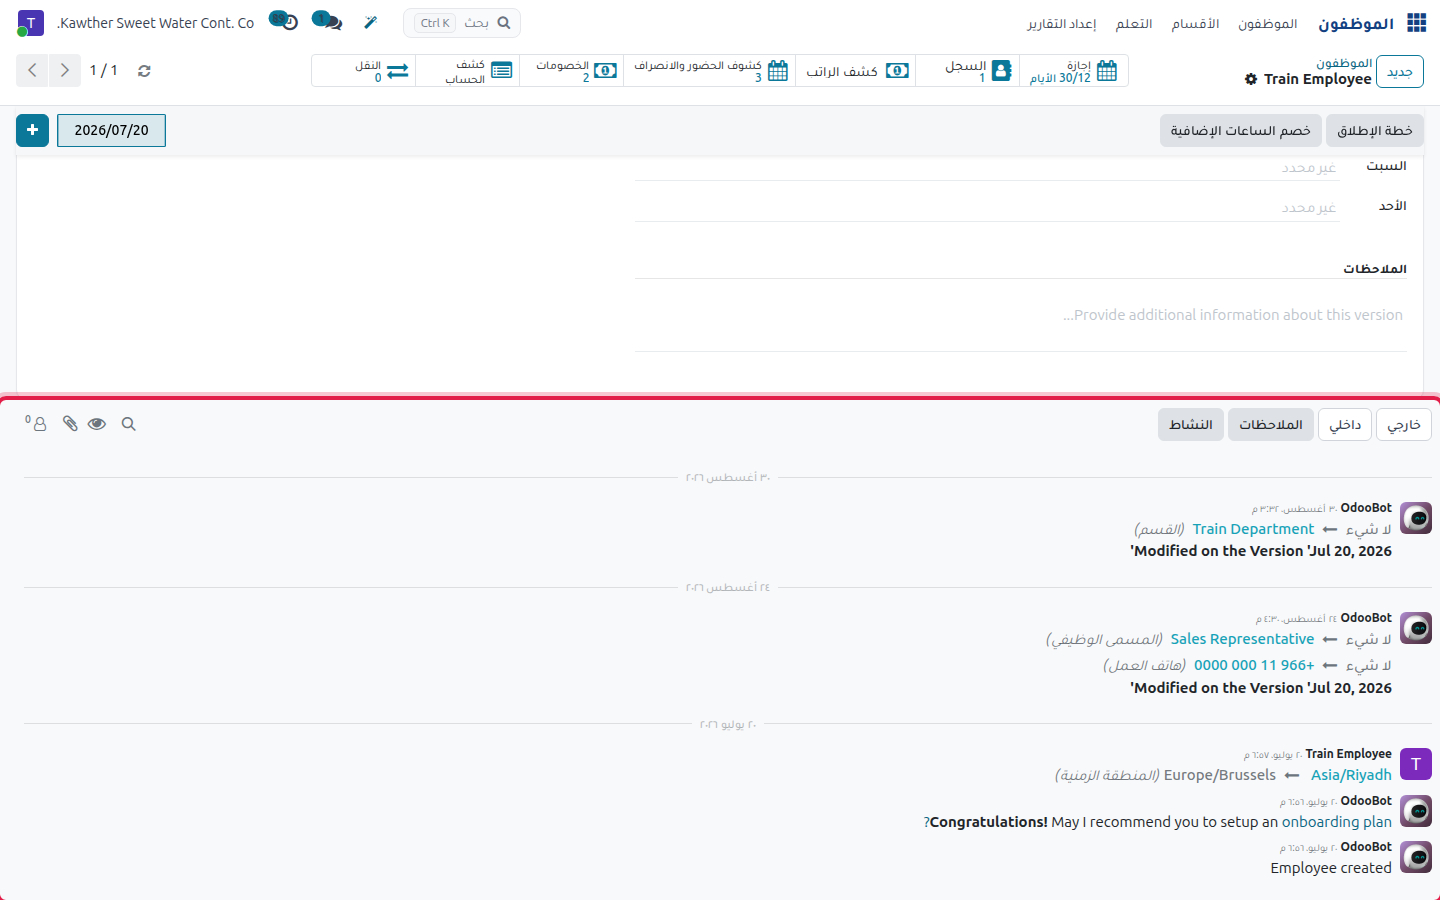 الموظفون
الموظفون
الأقسام
التعلم
إعداد التقارير
بحث
Ctrl K
1
Kawther Sweet Water Cont. Co.
T
جديد
الموظفون
Train Employee
إجازة
30/12 الأيام
السجل
1
كشف الراتب
كشوف الحضور والانصراف
3
الخصومات
2
كشف الحساب
النقل
0
1 / 1
خطة الإطلاق
خصم الساعات الإضافية
2026/07/20
+
السبت
غير محدد
الأحد
غير محدد
الملاحظات
Provide additional information about this version...
خارجي
داخلي
الملاحظات
النشاط
0
٣٠ أغسطس ٢٠٢٦
OdooBot ٣٠ أغسطس، ٣:٣٢ م
لا شيء ← Train Department (القسم)
Modified on the Version 'Jul 20, 2026'
٢٤ أغسطس ٢٠٢٦
OdooBot ٢٤ أغسطس، ٤:٣٠ م
لا شيء ← Sales Representative (المسمى الوظيفي)
لا شيء ← +966 11 000 0000 (هاتف العمل)
Modified on the Version 'Jul 20, 2026'
٢٠ يوليو ٢٠٢٦
T
Train Employee ٢٠ يوليو، ٦:٥٧ م
Europe/Brussels ← Asia/Riyadh (المنطقة الزمنية)
OdooBot ٢٠ يوليو، ٦:٥٦ م
Congratulations! May I recommend you to setup an onboarding plan?
OdooBot ٢٠ يوليو، ٦:٥٦ م
Employee created